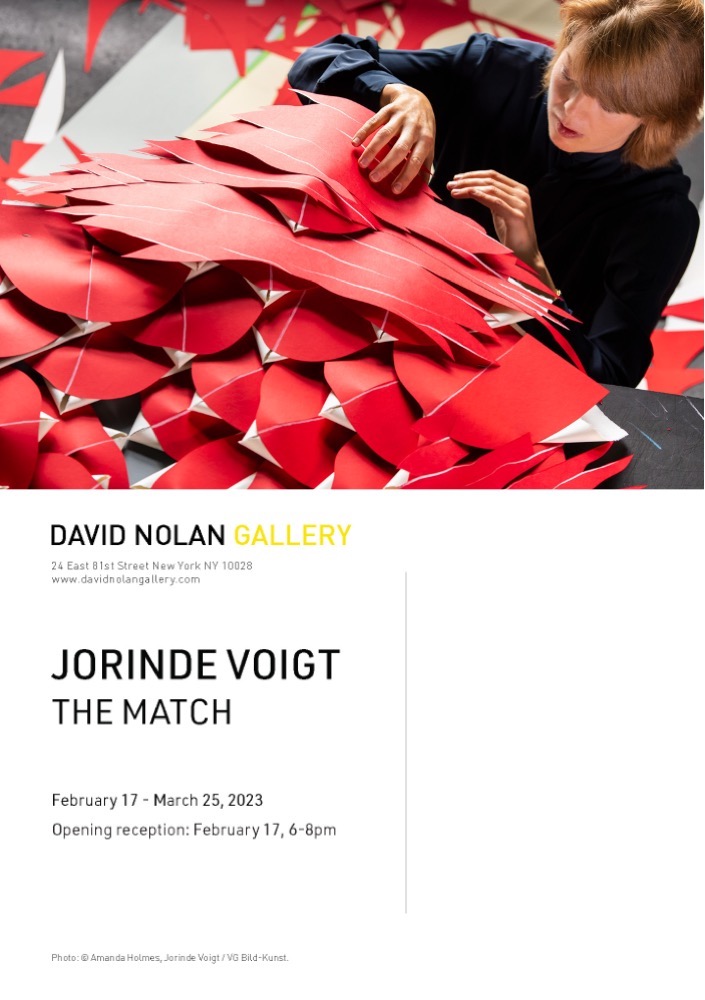 DAVID NOLAN GALLERY
24 East 81st Street New York NY 10028
www.davidnolangallery.com
JORINDE VOIGT
THE MATCH
February 17 - March 25, 2023
Opening reception: February 17, 6-8pm
Photo: © Amanda Holmes, Jorinde Voigt / VG Bild-Kunst.